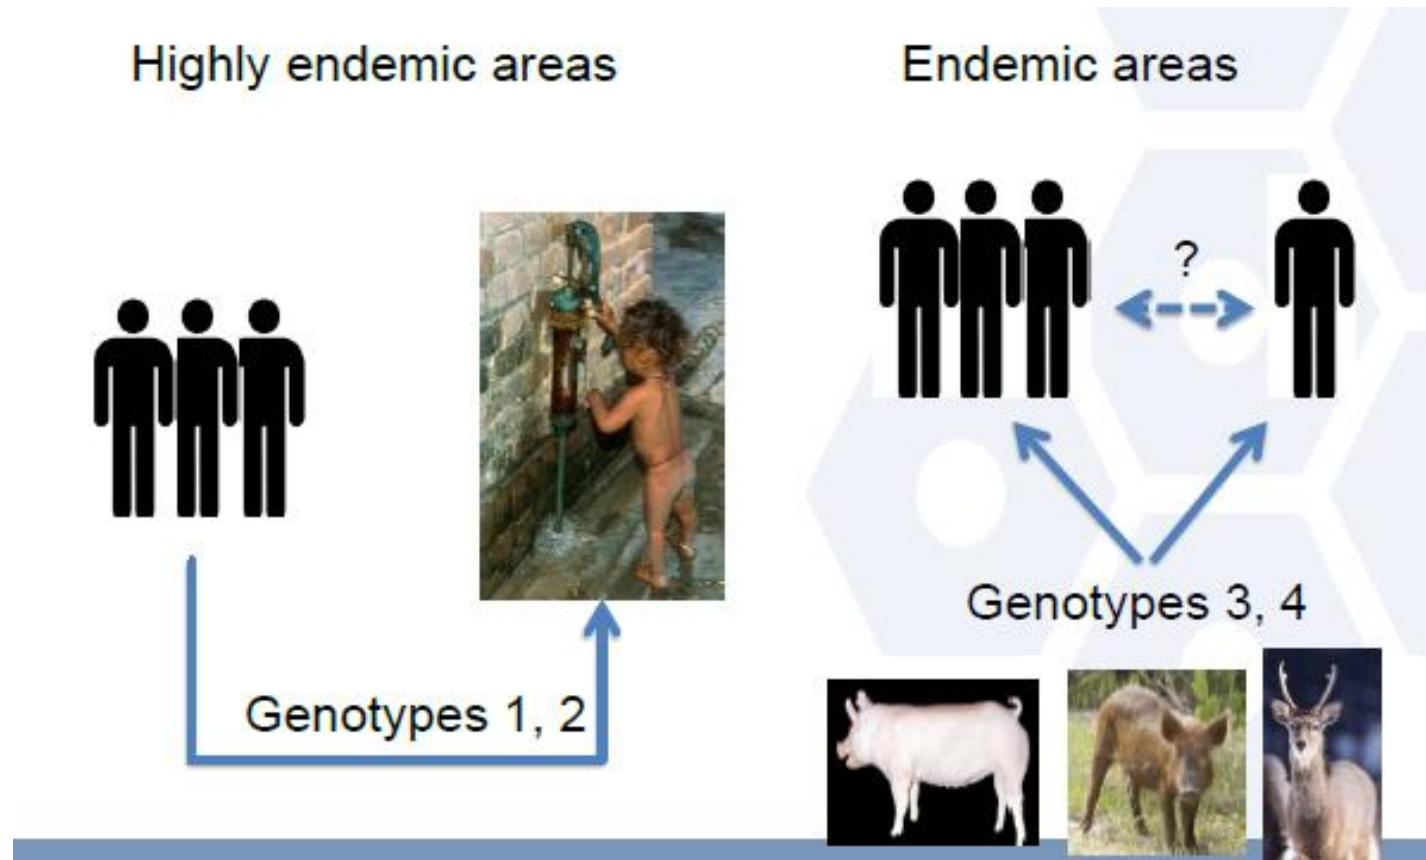 Highly endemic areas
Endemic areas
?
Genotypes 3, 4
Genotypes 1, 2